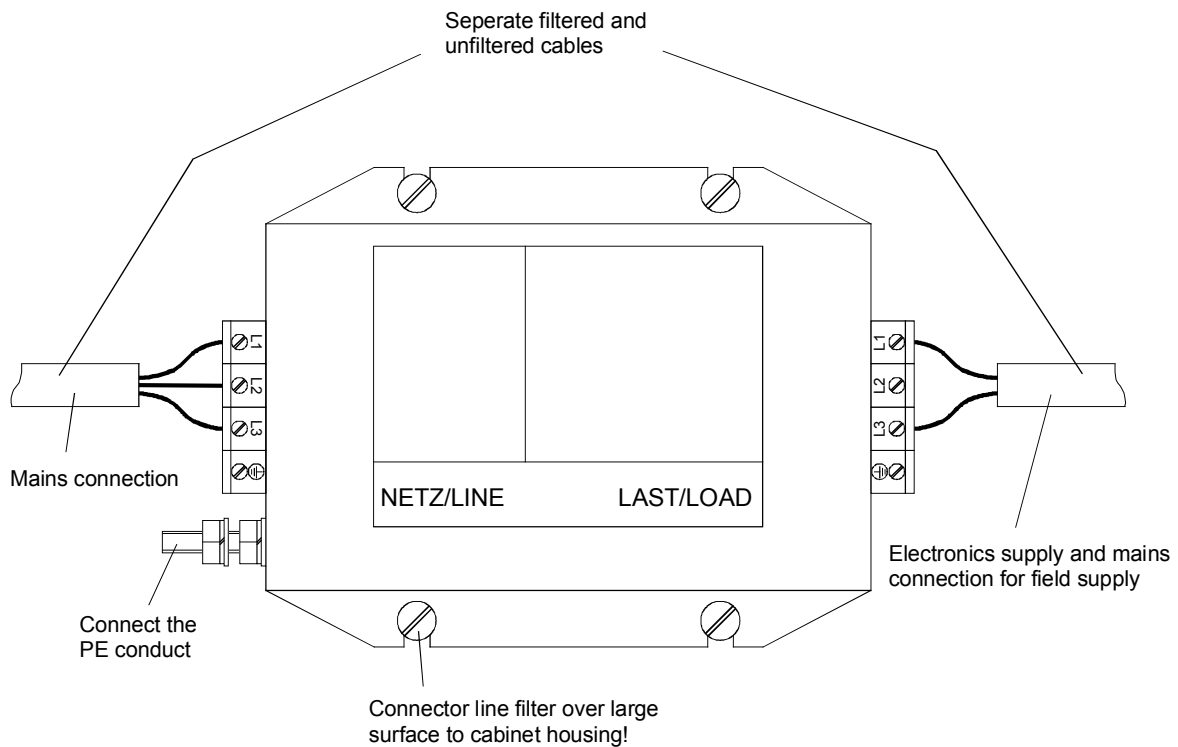 Seperate filtered and
unfiltered cables
L1
L2
L3
L1
L2
L3
Mains connection
NETZ/LINE
LAST/LOAD
Electronics supply and mains
connection for field supply
Connect the
PE conduct
Connector line filter over large
surface to cabinet housing!